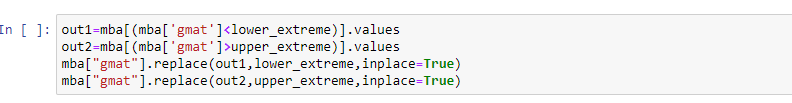 In [ ]: out1=mba[(mba['gmat']<lower_extreme)].values
out2=mba[(mba['gmat']>upper_extreme)].values
mba["gmat"].replace(out1,lower_extreme,inplace=True)
mba["gmat"].replace(out2,upper_extreme,inplace=True)